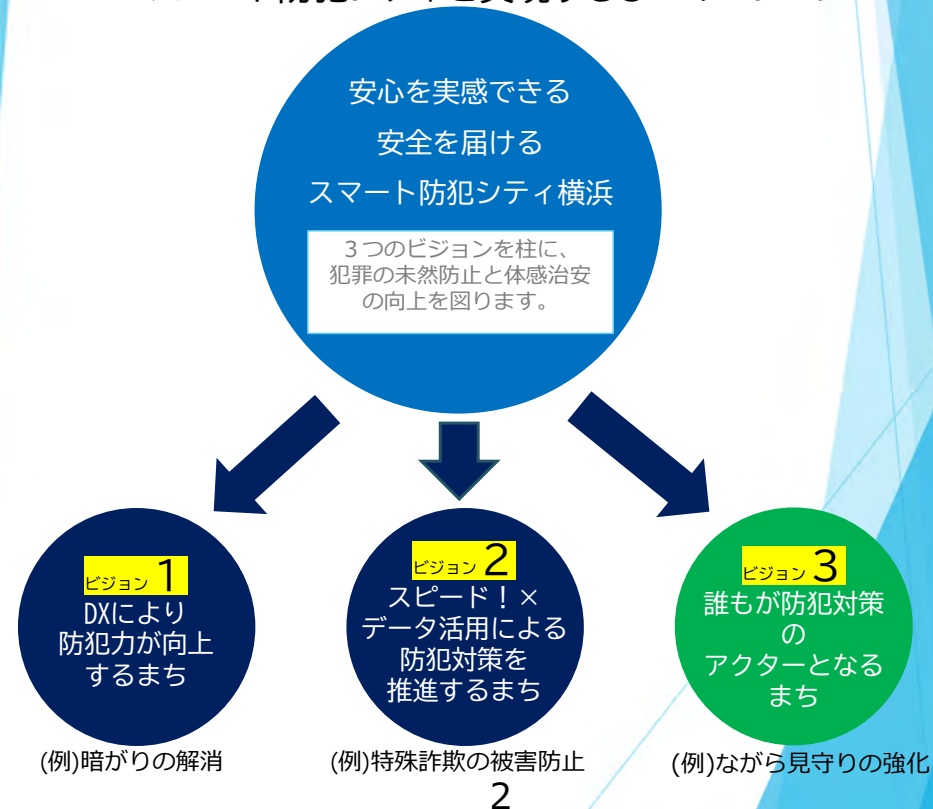 安心を実感できる
安全を届ける
スマート防犯シティ横浜
３つのビジョンを柱に、
犯罪の未然防止と体感治安
の向上を図ります。
ビジョン 1
DXにより
防犯力が向上
するまち
(例)暗がりの解消
ビジョン 2
スピード！×
データ活用による
防犯対策を
推進するまち
(例)特殊詐欺の被害防止
ビジョン 3
誰もが防犯対策
の
アクターとなる
まち
(例)ながら見守りの強化
2